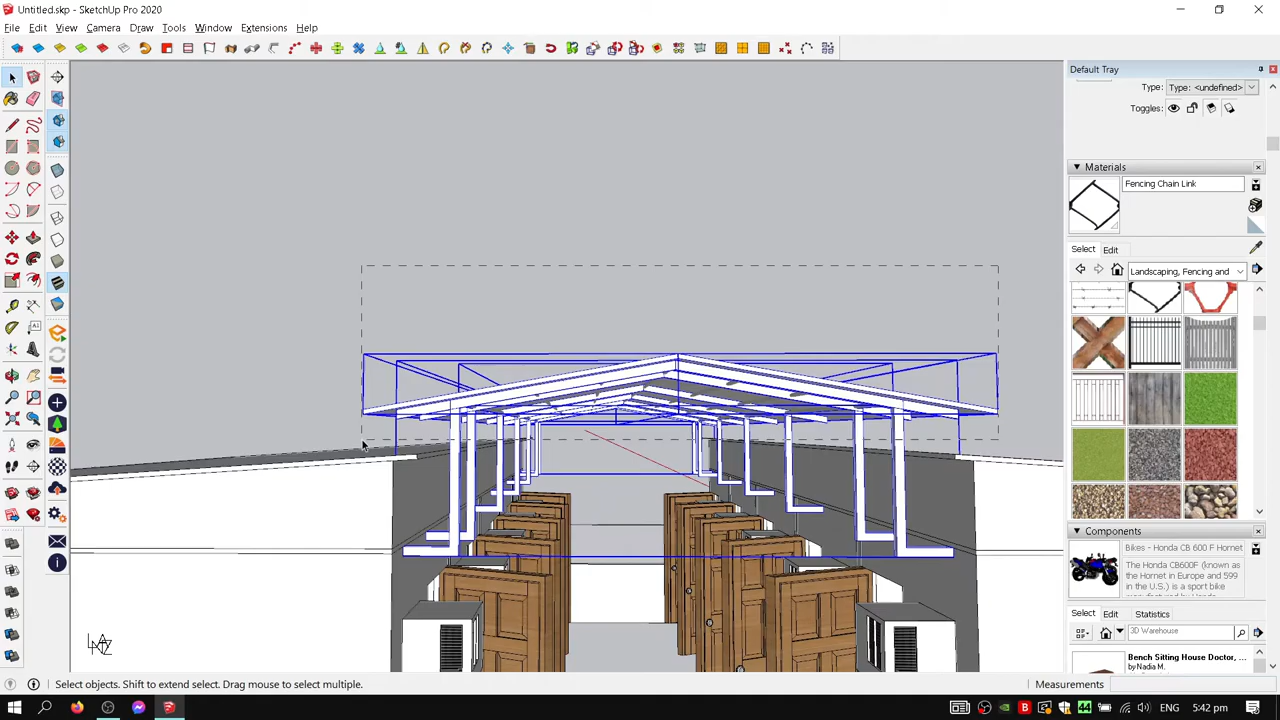 Untitled.skp - SketchUp Pro 2020
File Edit View Camera Draw Tools Window Extensions Help
Default Tray
Type: Type: <undefined>
Toggles:
Materials
Fencing Chain Link
Select Edit
Landscaping, Fencing and
Components
Bikes - Honda CB 600 F Hornet
The Honda CB600F (known as
the Hornet in Europe and 599
in the U.S.) is a sport bike
Select Edit Statistics
3D Warehouse
Bench Sitting House Doctor, ...
by Nadia M.
Select objects. Shift to extend select. Drag mouse to select multiple.
Measurements
44
ENG
5:42 pm